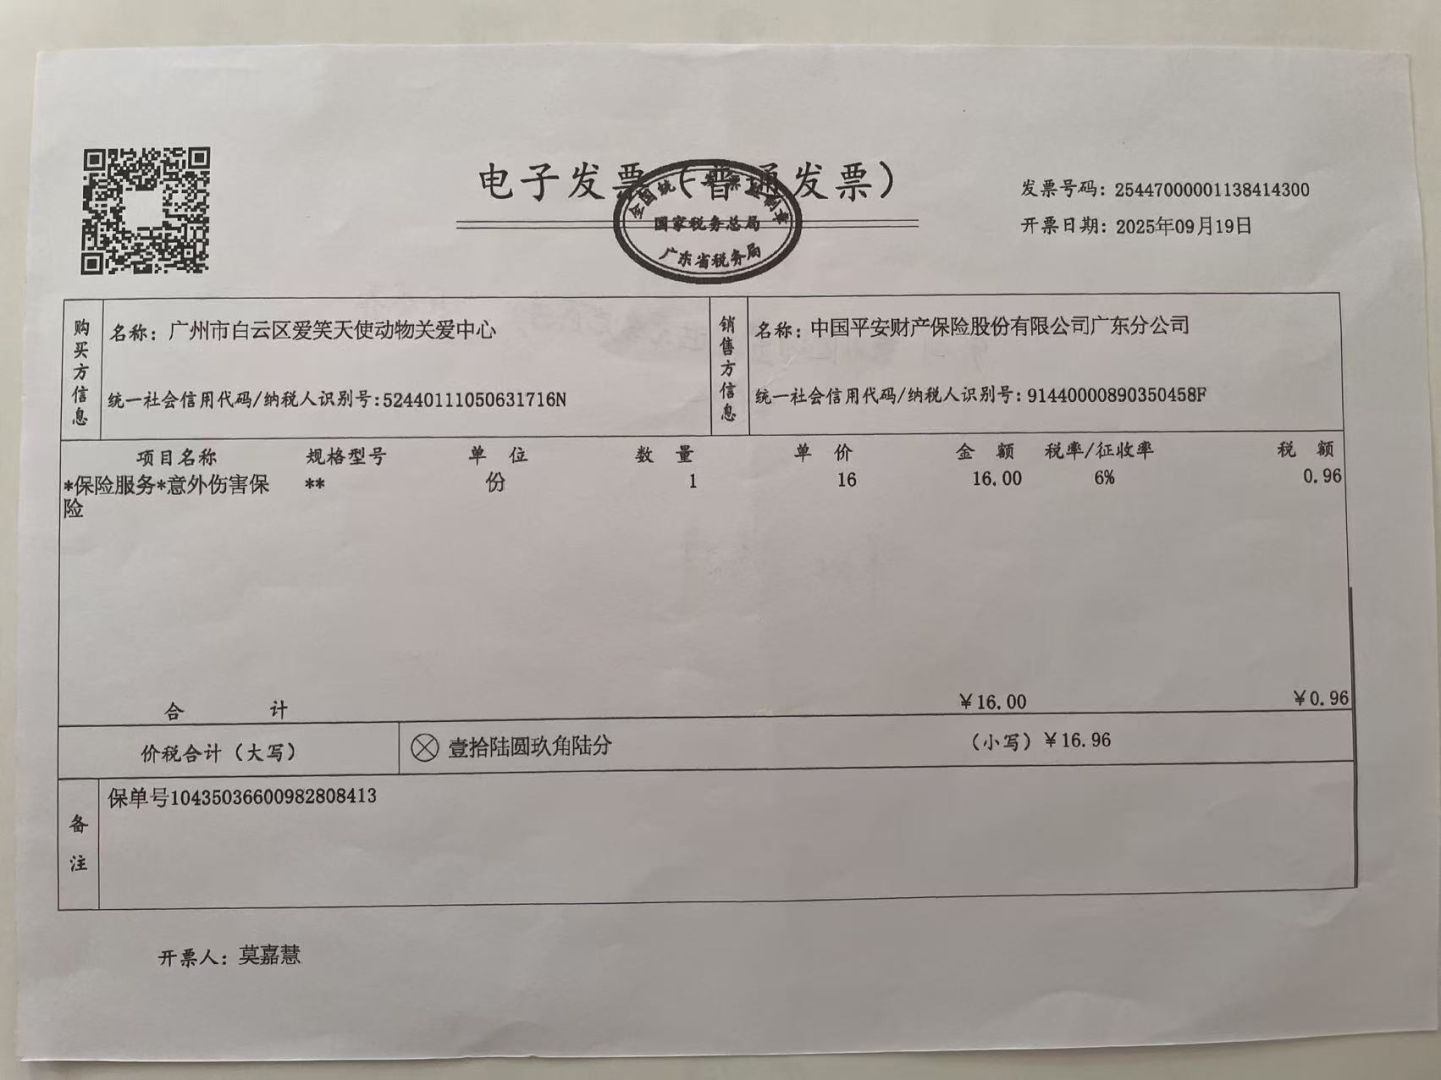 电子发票（普通发票）
全国统一发票监制章
国家税务总局
广东省税务局
发票号码：25447000001138414300
开票日期：2025年09月19日
购买方信息
名称：广州市白云区爱笑天使动物关爱中心
统一社会信用代码/纳税人识别号：52440111050631716N
销售方信息
名称：中国平安财产保险股份有限公司广东分公司
统一社会信用代码/纳税人识别号：91440000890350458F
项目名称 规格型号 单位 数量 单价 金额 税率/征收率 税额
*保险服务*意外伤害保 ** 份 1 16 16.00 6% 0.96
险
合计 ￥16.00 ￥0.96
价税合计（大写） 壹拾陆圆玖角陆分 （小写）￥16.96
备注
保单号10435036600982808413
开票人：莫嘉慧